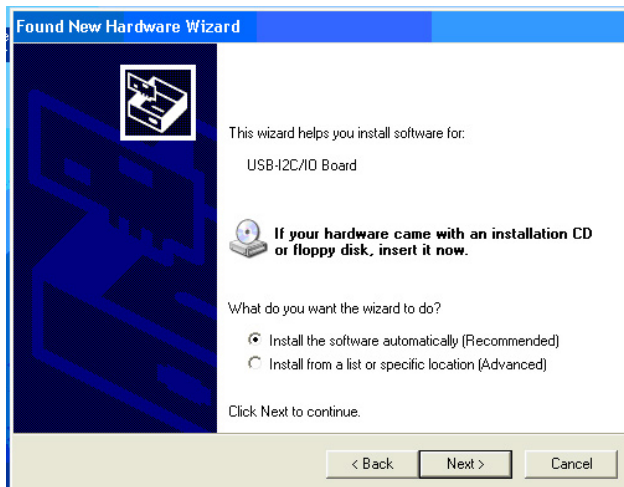 Found New Hardware Wizard
This wizard helps you install software for:
USB-I2C/IO Board
If your hardware came with an installation CD
or floppy disk, insert it now.
What do you want the wizard to do?
Install the software automatically (Recommended)
Install from a list or specific location (Advanced)
Click Next to continue.
< Back Next > Cancel